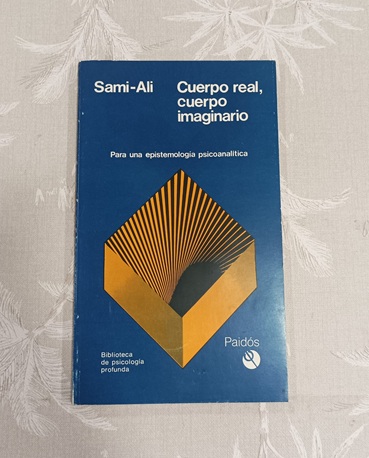 Sami-Ali
Cuerpo real,
cuerpo
imaginario
Para una epistemología psicoanalítica
Biblioteca
de psicología
profunda
Paidós